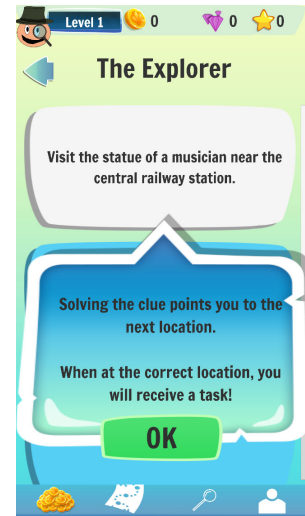 Level 1
0
0
0
The Explorer
Visit the statue of a musician near the
central railway station.
Solving the clue points you to the
next location.
When at the correct location, you
will receive a task!
OK